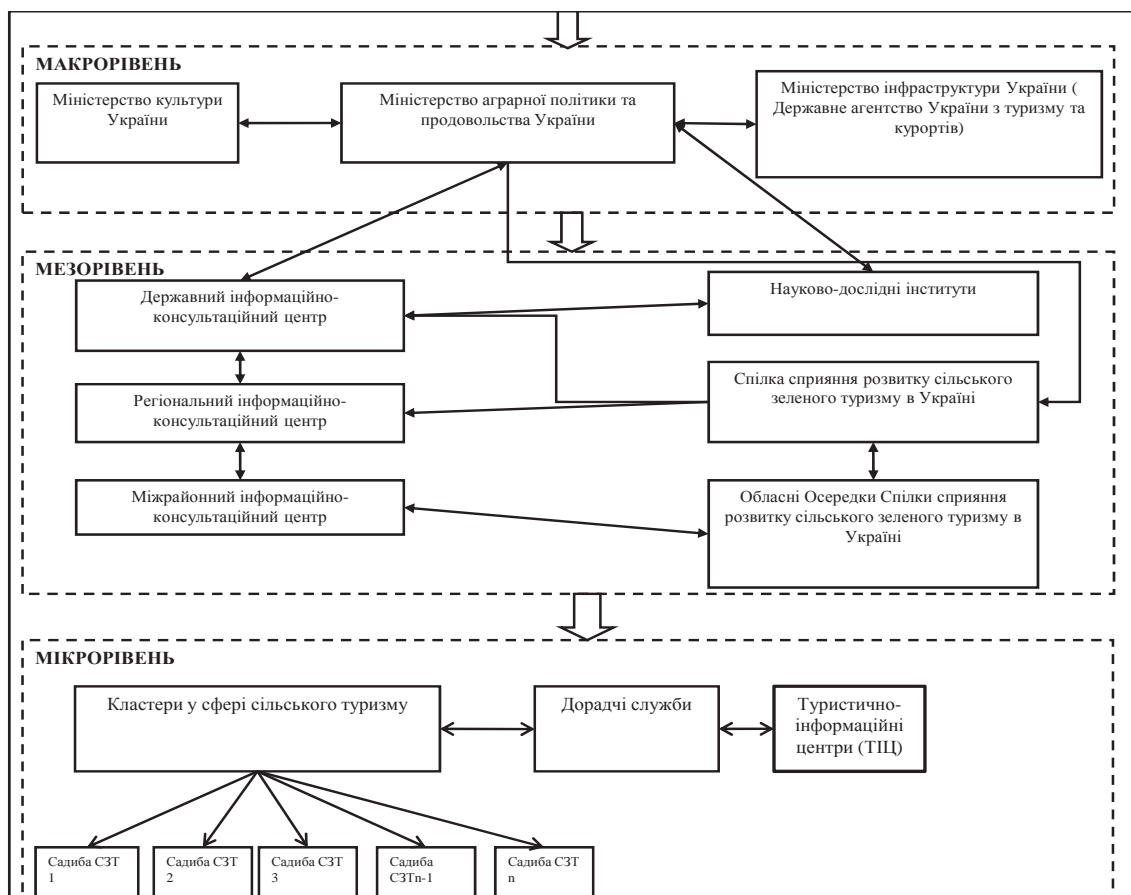 МАКРОРІВЕНЬ
Міністерство культури
України
Міністерство аграрної політики та
продовольства України
Міністерство інфраструктури України (
Державне агентство України з туризму та
курортів)
МЕЗОРІВЕНЬ
Державний інформаційно-
консультаційний центр
Науково-дослідні інститути
Регіональний інформаційно-
консультаційний центр
Спілка сприяння розвитку сільського
зеленого туризму в Україні
Міжрайонний інформаційно-
консультаційний центр
Обласні Осередки Спілки сприяння
розвитку сільського зеленого туризму в
Україні
МІКРОРІВЕНЬ
Кластери у сфері сільського туризму
Дорадчі служби
Туристично-
інформаційні
центри (ТІЦ)
Садиба СЗТ
1
Садиба СЗТ
2
Садиба СЗТ
3
Садиба
СЗТn-1
Садиба СЗТ
n